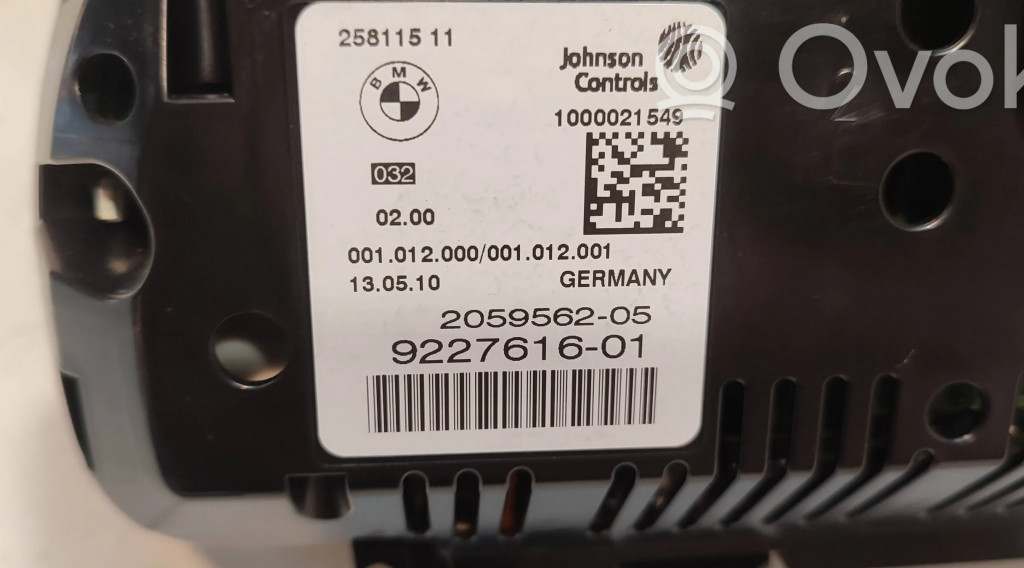 258115 11
BMW
Johnson
Controls
1000021549
032
02.00
001.012.000/001.012.001
13.05.10
GERMANY
2059562-05
9227616-01
Ovok